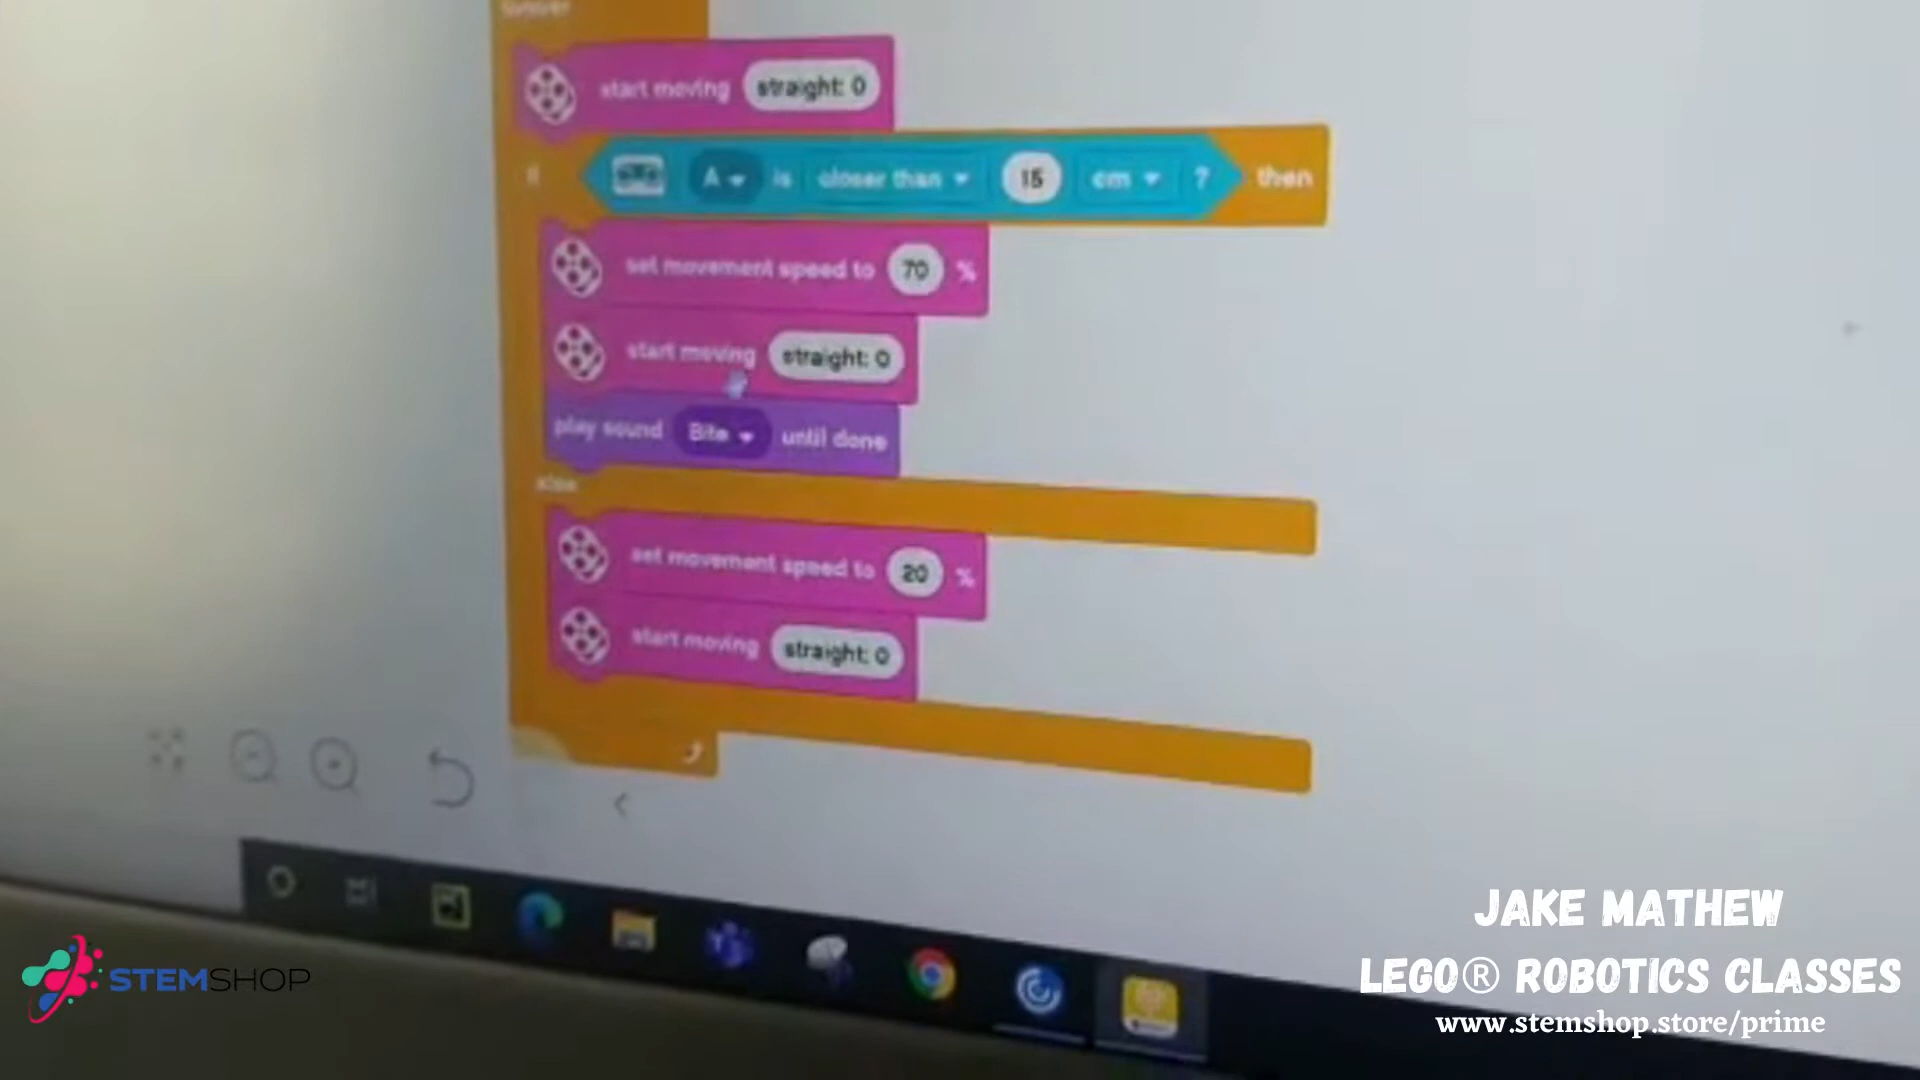 forever
start moving straight: 0
if A is closer than 15 cm ? then
set movement speed to 70 %
start moving straight: 0
play sound Bite until done
else
set movement speed to 20 %
start moving straight: 0
STEMSHOP
JAKE MATHEW
LEGO® ROBOTICS CLASSES
www.stemshop.store/prime